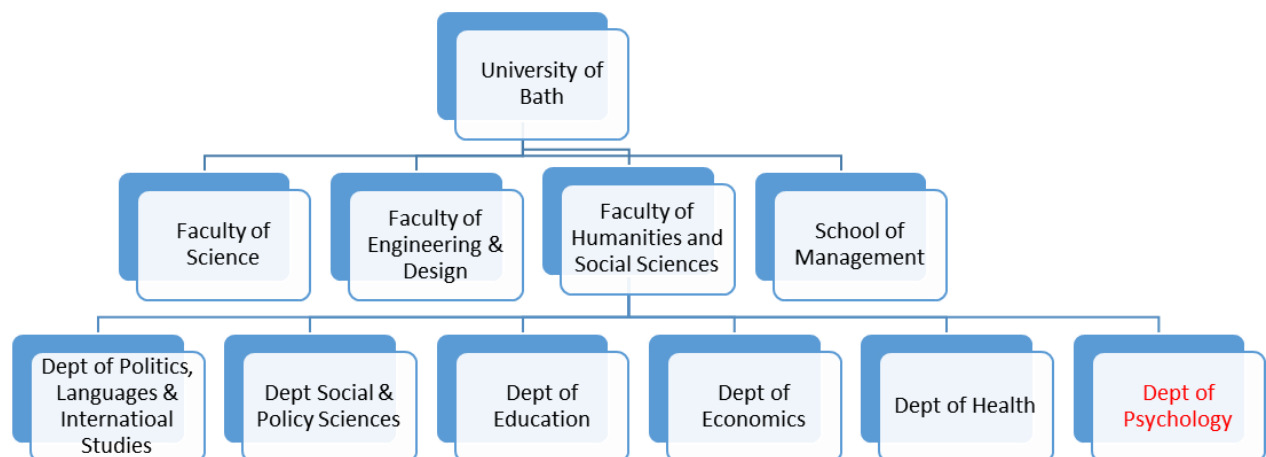 University of
Bath
Faculty of
Science
Faculty of
Engineering &
Design
Faculty of
Humanities and
Social Sciences
School of
Management
Dept of Politics,
Languages &
Internatioal
Studies
Dept Social &
Policy Sciences
Dept of
Education
Dept of
Economics
Dept of Health
Dept of
Psychology